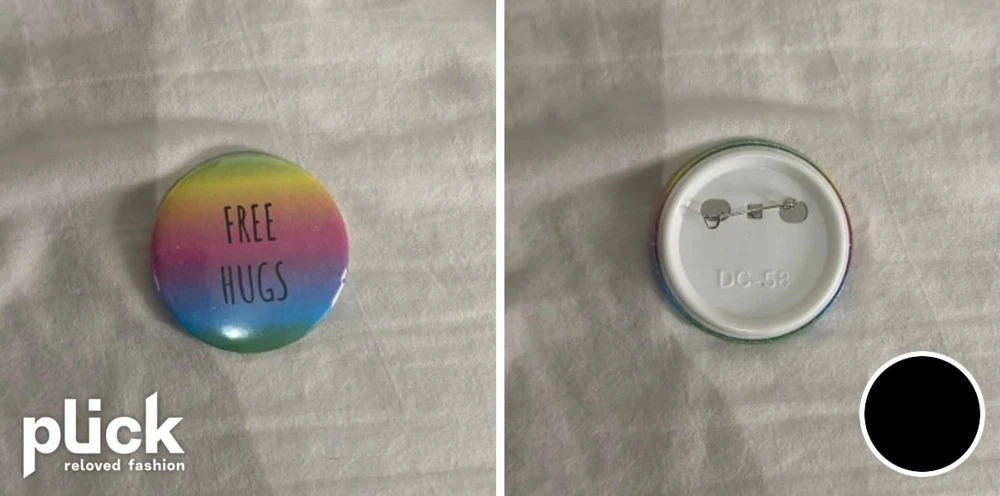 FREE
HUGS
DC-58
plick
reloved fashion